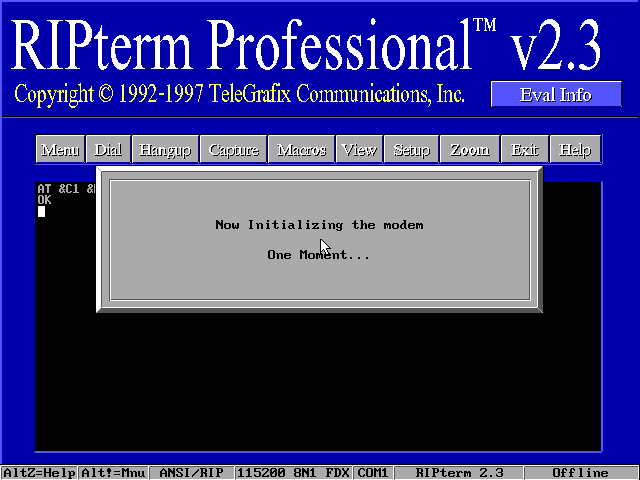 RIPterm Professional™ v2.3
Copyright © 1992-1997 TeleGrafix Communications, Inc.
Eval Info
Menu Dial Hangup Capture Macros View Setup Zoom Exit Help
AT &C1 &
OK
Now Initializing the modem
One Moment...
AltZ=Help Alt!=Mnu ANSI/RIP 115200 8N1 FDX COM1 RIPterm 2.3 Offline